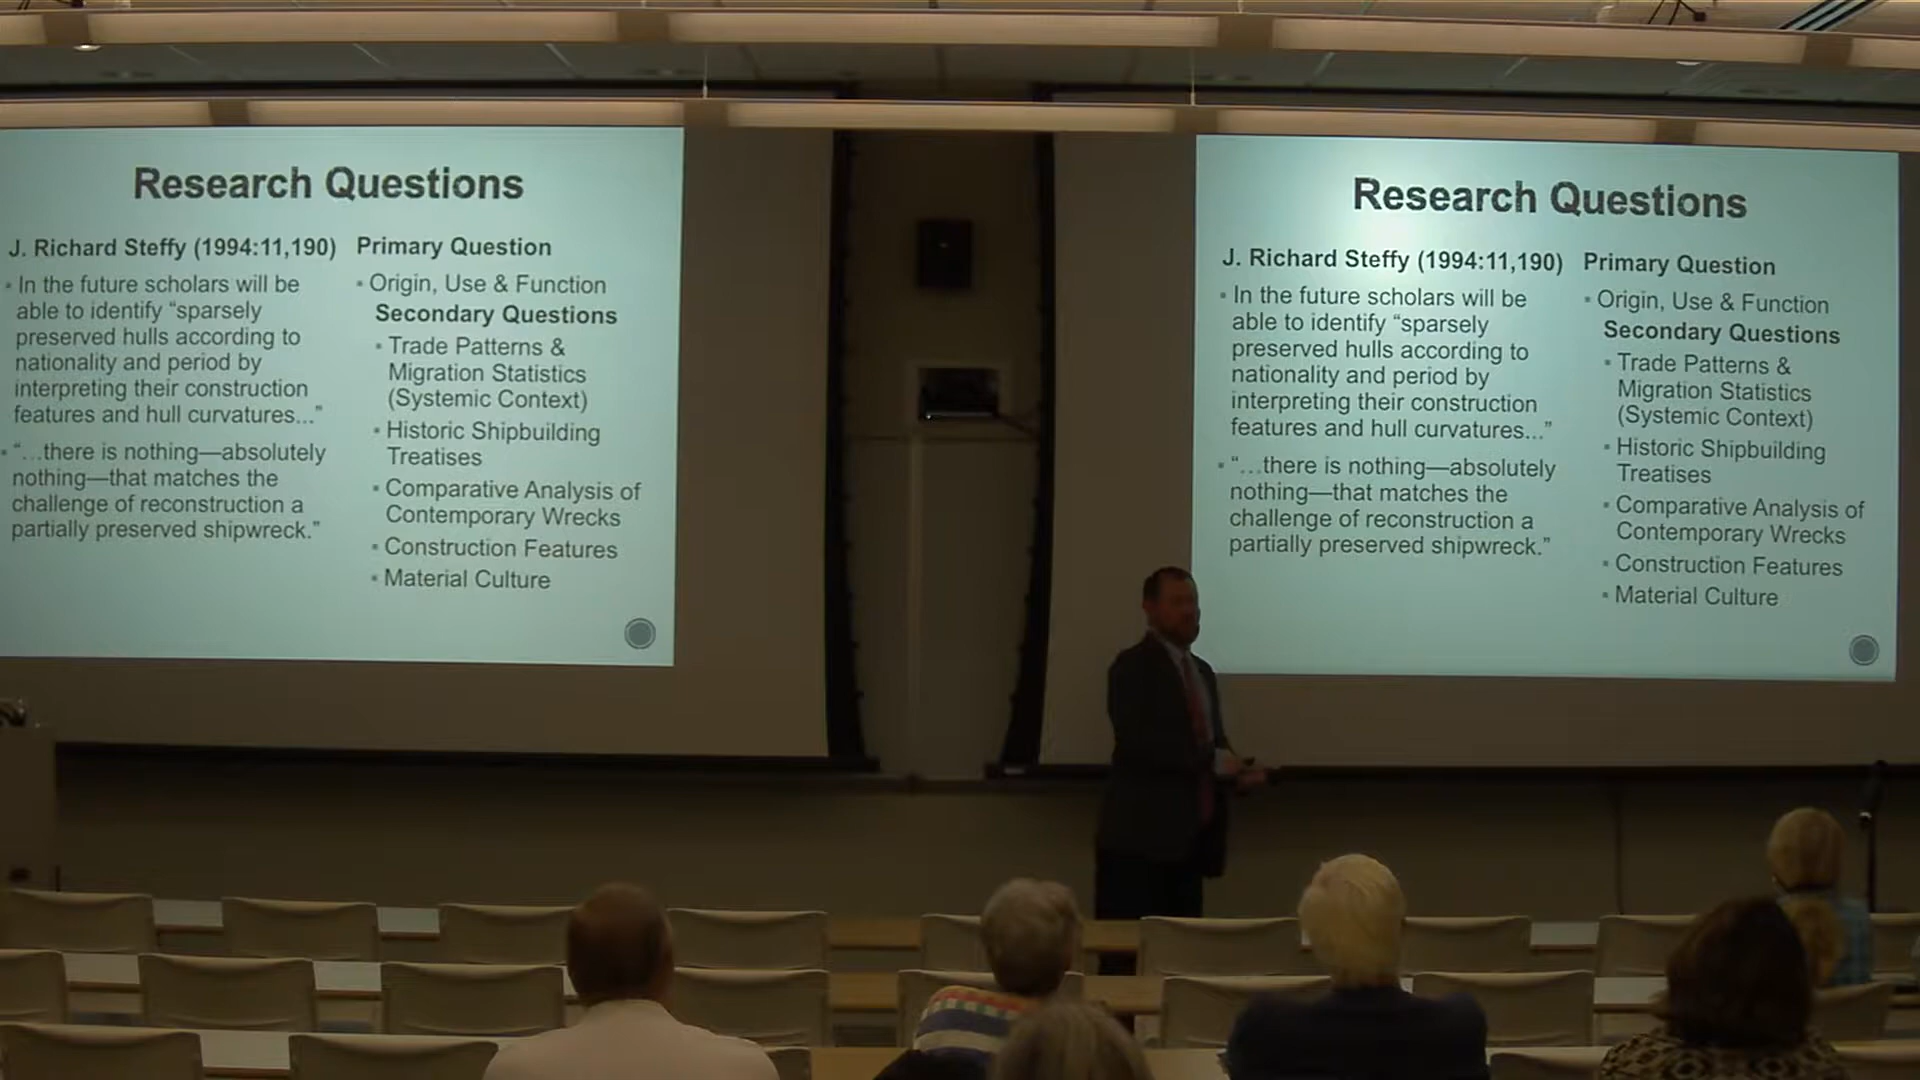 Research Questions
J. Richard Steffy (1994:11,190)
In the future scholars will be
able to identify “sparsely
preserved hulls according to
nationality and period by
interpreting their construction
features and hull curvatures...”
“...there is nothing—absolutely
nothing—that matches the
challenge of reconstruction a
partially preserved shipwreck.”
Primary Question
Origin, Use & Function
Secondary Questions
Trade Patterns &
Migration Statistics
(Systemic Context)
Historic Shipbuilding
Treatises
Comparative Analysis of
Contemporary Wrecks
Construction Features
Material Culture
Research Questions
J. Richard Steffy (1994:11,190)
In the future scholars will be
able to identify “sparsely
preserved hulls according to
nationality and period by
interpreting their construction
features and hull curvatures...”
“...there is nothing—absolutely
nothing—that matches the
challenge of reconstruction a
partially preserved shipwreck.”
Primary Question
Origin, Use & Function
Secondary Questions
Trade Patterns &
Migration Statistics
(Systemic Context)
Historic Shipbuilding
Treatises
Comparative Analysis of
Contemporary Wrecks
Construction Features
Material Culture